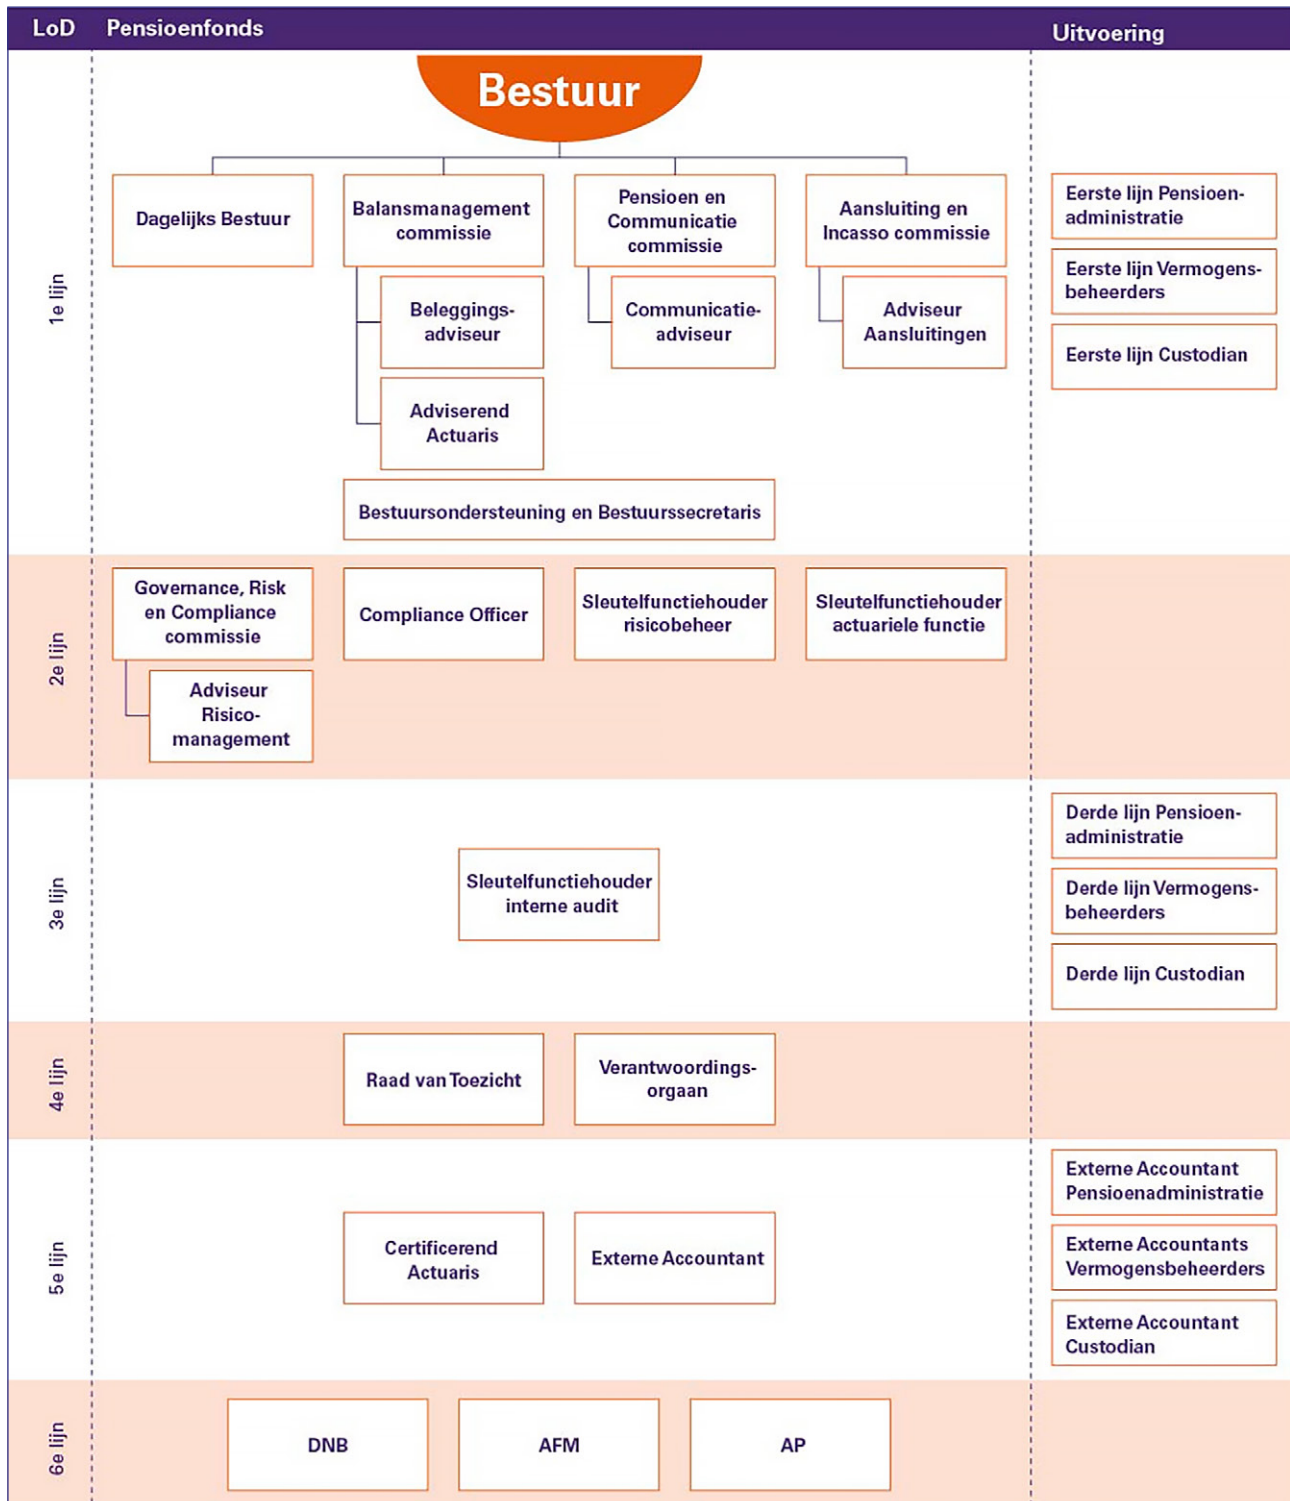 LoD
Pensioenfonds
Uitvoering
Bestuur
1e lijn
Dagelijks Bestuur
Balansmanagement
commissie
Pensioen en
Communicatie
commissie
Aansluiting en
Incasso commissie
Beleggings-
adviseur
Communicatie-
adviseur
Adviseur
Aansluitingen
Adviserend
Actuaris
Bestuursondersteuning en Bestuurssecretaris
Eerste lijn Pensioen-
administratie
Eerste lijn Vermogens-
beheerders
Eerste lijn Custodian
2e lijn
Governance, Risk
en Compliance
commissie
Compliance Officer
Sleutelfunctiehouder
risicobeheer
Sleutelfunctiehouder
actuariele functie
Adviseur
Risico-
management
3e lijn
Sleutelfunctiehouder
interne audit
Derde lijn Pensioen-
administratie
Derde lijn Vermogens-
beheerders
Derde lijn Custodian
4e lijn
Raad van Toezicht
Verantwoordings-
orgaan
5e lijn
Certificerend
Actuaris
Externe Accountant
Externe Accountant
Pensioenadministratie
Externe Accountants
Vermogensbeheerders
Externe Accountant
Custodian
6e lijn
DNB
AFM
AP